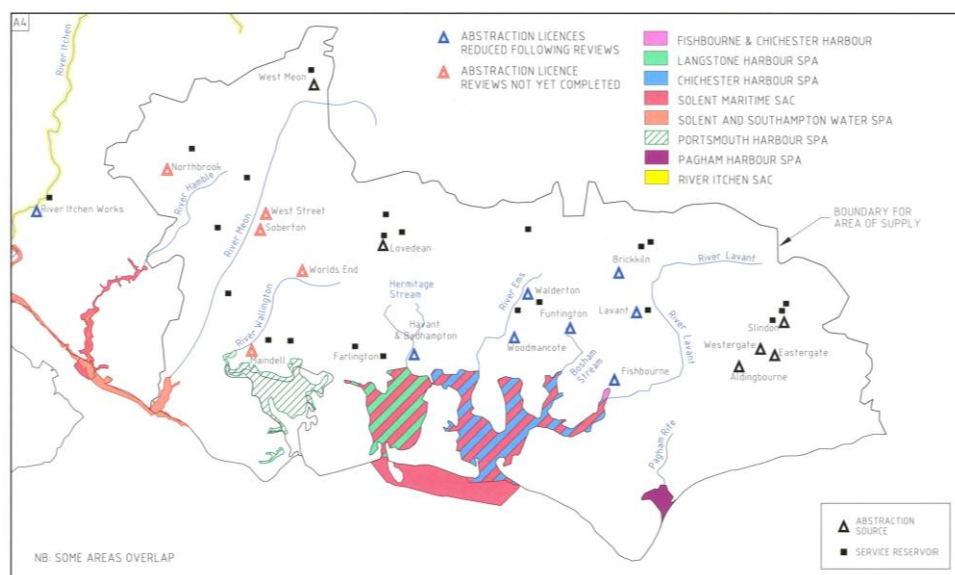 A4
River Itchen
West Meon
ABSTRACTION LICENCES
REDUCED FOLLOWING REVIEWS
ABSTRACTION LICENCE
REVIEWS NOT YET COMPLETED
FISHBOURNE & CHICHESTER HARBOUR
LANGSTONE HARBOUR SPA
CHICHESTER HARBOUR SPA
SOLENT MARITIME SAC
SOLENT AND SOUTHAMPTON WATER SPA
PORTSMOUTH HARBOUR SPA
PAGHAM HARBOUR SPA
RIVER ITCHEN SAC
Northbrook
River Hamble
River Itchen Works
River Meon
West Street
Soberton
Lovedean
BOUNDARY FOR
AREA OF SUPPLY
Worlds End
Hermitage
Stream
River Ems
Walderton
Brickkiln
River Lavant
River Wallington
Havant
& Bedhampton
Funtington
Lavant
River Lavant
Slindon
Maindell
Farlington
Woodmancote
Bosham
Stream
Westergate
Eastergate
Aldingbourne
Fishbourne
Pagham Rife
ABSTRACTION
SOURCE
SERVICE RESERVOIR
NB: SOME AREAS OVERLAP